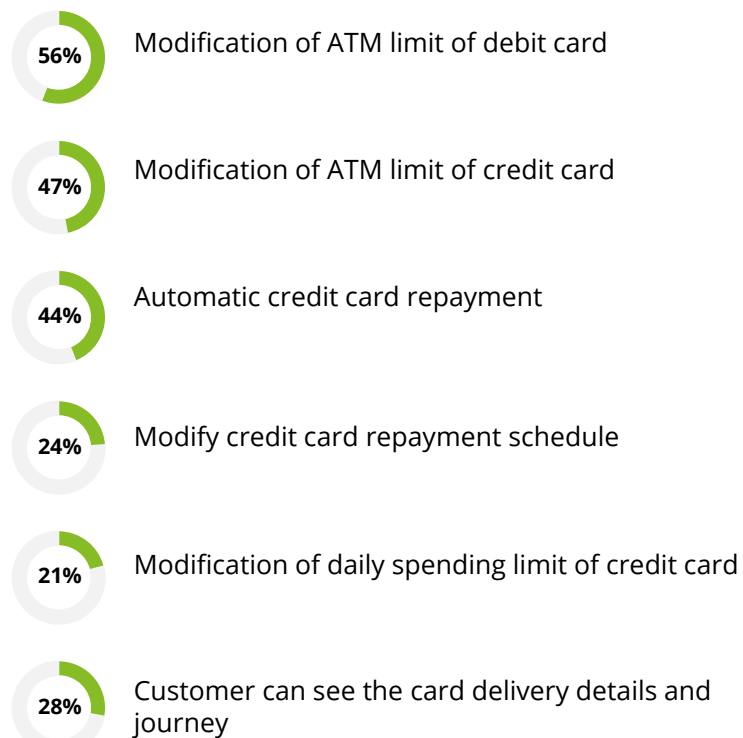 56%
Modification of ATM limit of debit card
47%
Modification of ATM limit of credit card
44%
Automatic credit card repayment
24%
Modify credit card repayment schedule
21%
Modification of daily spending limit of credit card
28%
Customer can see the card delivery details and
journey